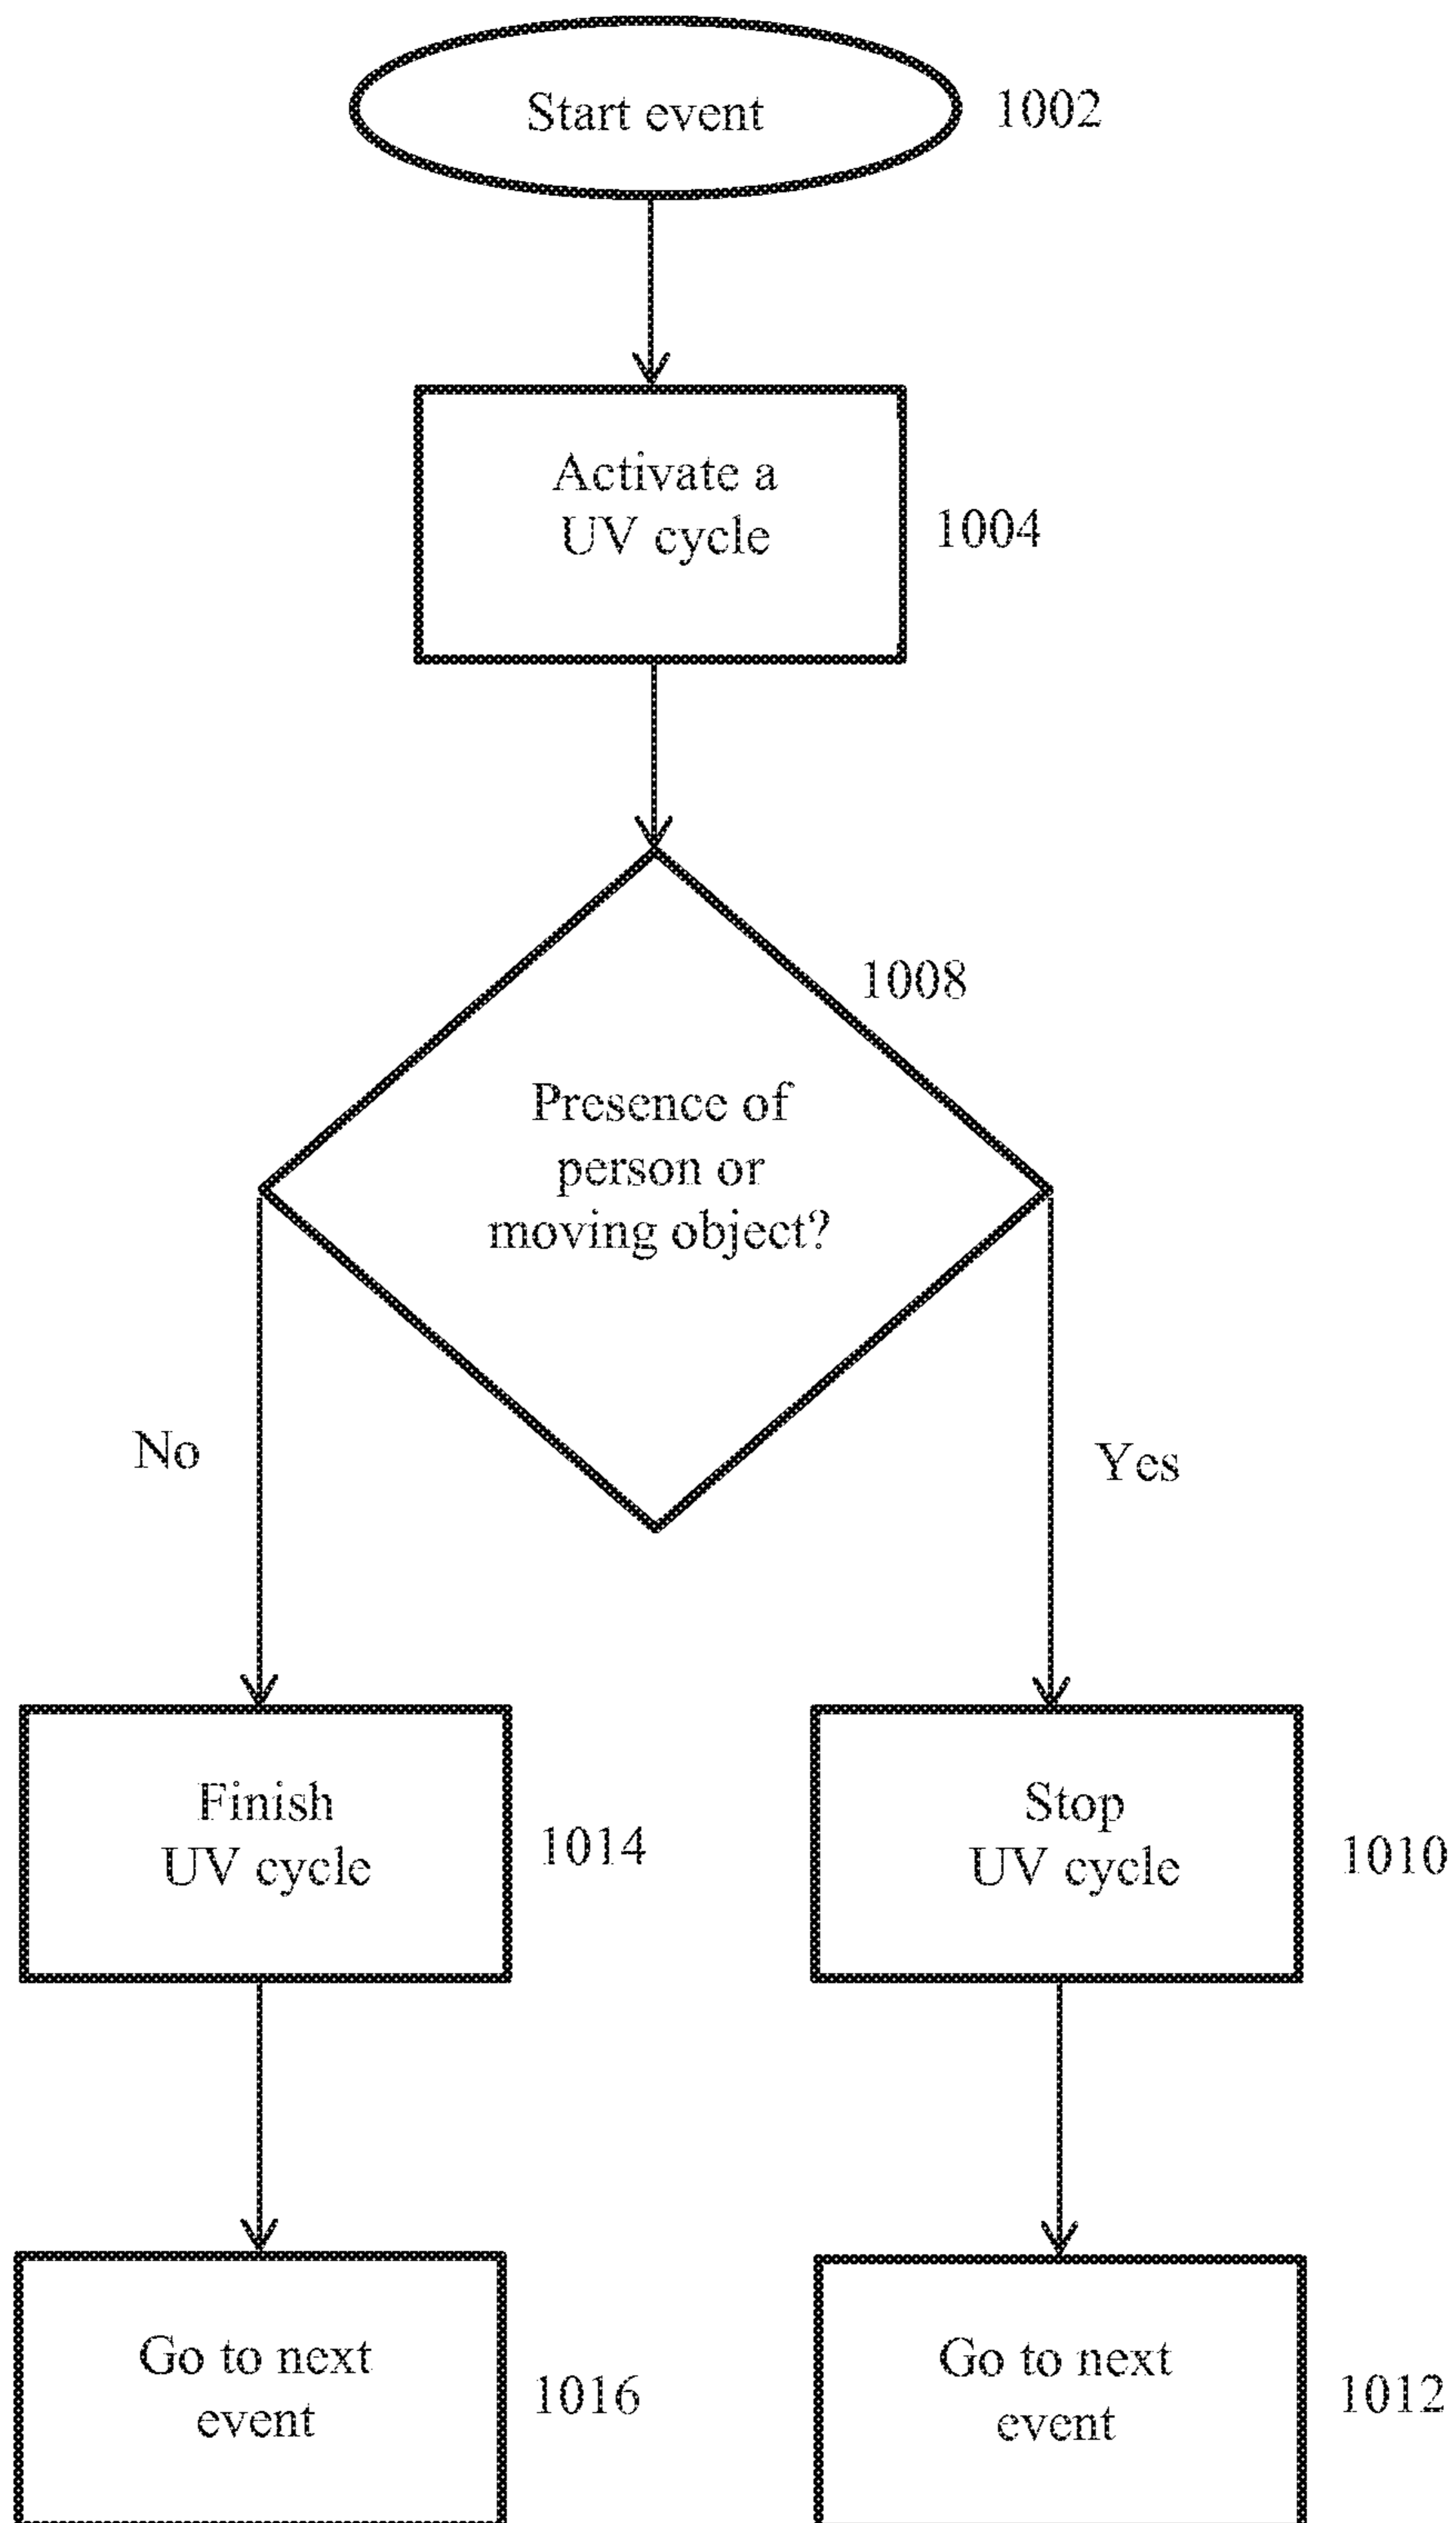 Start event
1002
Activate a
UV cycle
1004
1008
Presence of
person or
moving object?
No
Yes
Finish
UV cycle
1014
Stop
UV cycle
1010
Go to next
event
1016
Go to next
event
1012